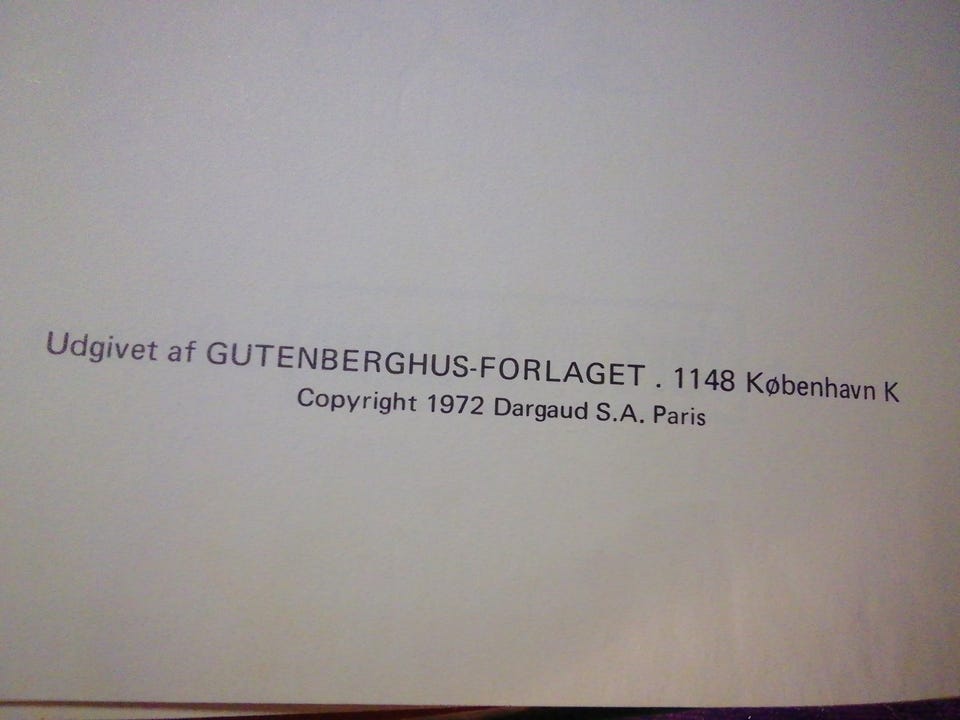 Udgivet af GUTENBERGHUS-FORLAGET . 1148 København K
Copyright 1972 Dargaud S.A. Paris